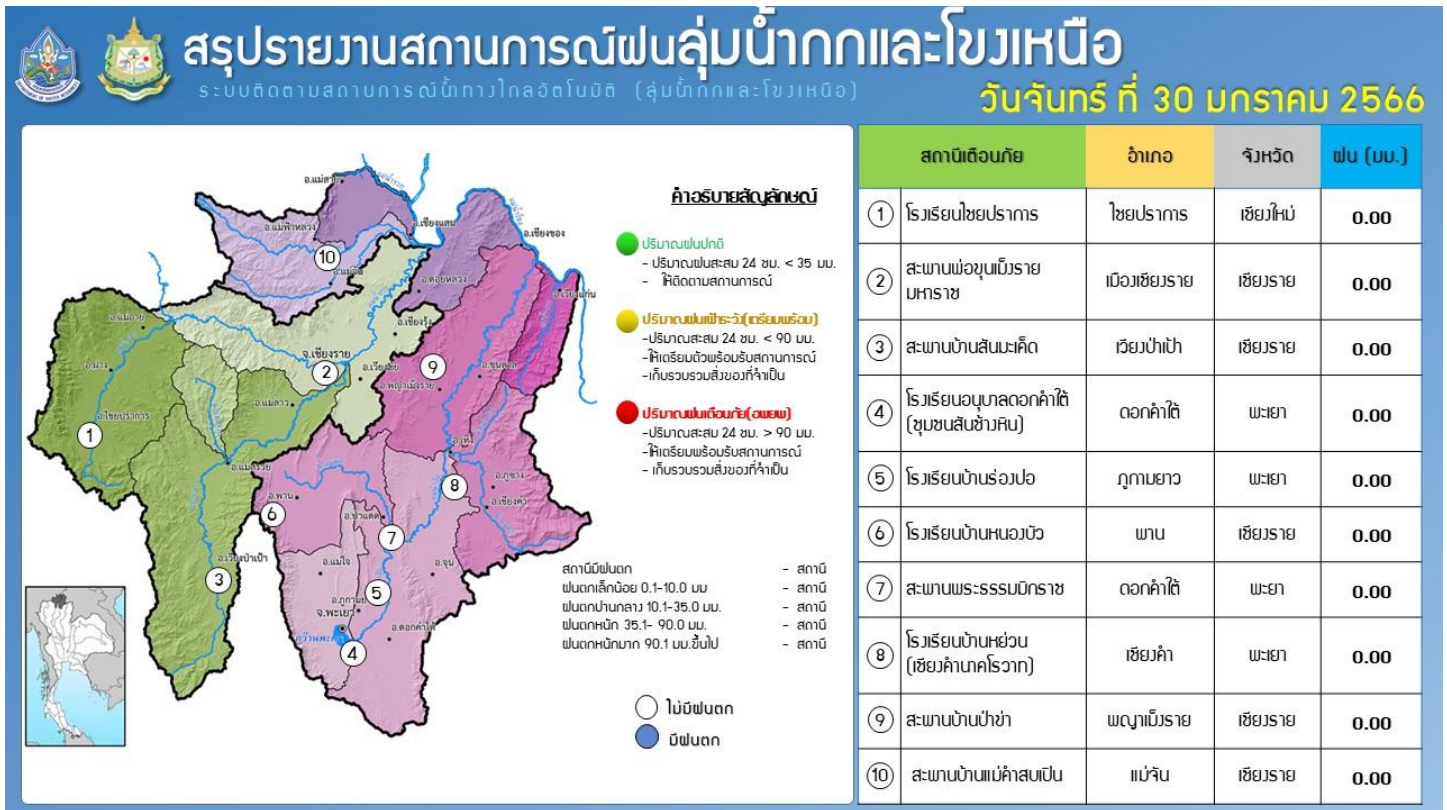 สรุปรายงานสถานการณ์ฝนลุ่มน้ำกกและโขงเหนือ
ระบบติดตามสถานการณ์น้ำทางไกลอัตโนมัติ (ลุ่มน้ำกกและโขงเหนือ)
วันจันทร์ ที่ 30 มกราคม 2566
อ.แม่สาย
อ.แม่ฟ้าหลวง
อ.เชียงแสน
อ.เชียงของ
10
อ.ดอยหลวง
อ.เวียงแก่น
อ.แม่อาย
อ.เชียงรุ้ง
จ.เชียงราย
2
9
อ.ฝาง
อ.พญาเม็งราย
อ.ขุนตาล
อ.แม่ลาว
อ.ไชยปราการ
1
อ.เทิง
อ.แม่สรวย
8
อ.ภูซาง
อ.เชียงคำ
อ.พาน
6
อ.ป่าแดด
7
อ.เวียงป่าเป้า
3
อ.แม่ใจ
อ.จุน
5
จ.พะเยา
อ.ดอกคำใต้
4
คำอธิบายสัญลักษณ์
ปริมาณฝนปกติ
- ปริมาณฝนสะสม 24 ชม. < 35 มม.
- ให้ติดตามสถานการณ์
ปริมาณฝนเฝ้าระวัง(เตรียมพร้อม)
-ปริมาณสะสม 24 ชม. < 90 มม.
-ให้เตรียมตัวพร้อมรับสถานการณ์
-เก็บรวบรวมสิ่งของที่จำเป็น
ปริมาณฝนเตือนภัย(อพยพ)
-ปริมาณสะสม 24 ชม. > 90 มม.
-ให้เตรียมพร้อมรับสถานการณ์
- เก็บรวบรวมสิ่งของที่จำเป็น
สถานีมีฝนตก - สถานี
ฝนตกเล็กน้อย 0.1-10.0 มม - สถานี
ฝนตกปานกลาง 10.1-35.0 มม. - สถานี
ฝนตกหนัก 35.1- 90.0 มม. - สถานี
ฝนตกหนักมาก 90.1 มม.ขึ้นไป - สถานี
ไม่มีฝนตก
มีฝนตก
สถานีเตือนภัย อำเภอ จังหวัด ฝน (มม.)
1 โรงเรียนไชยปราการ ไชยปราการ เชียงใหม่ 0.00
2 สะพานพ่อขุนเม็งราย เมืองเชียงราย เชียงราย 0.00
มหาราช
3 สะพานบ้านสันมะเค็ด เวียงป่าเป้า เชียงราย 0.00
4 โรงเรียนอนุบาลดอกคำใต้ ดอกคำใต้ พะเยา 0.00
(ชุมชนสันช้างหิน)
5 โรงเรียนบ้านร่องปอ ภูกามยาว พะเยา 0.00
6 โรงเรียนบ้านหนองบัว พาน เชียงราย 0.00
7 สะพานพระธรรมมิกราช ดอกคำใต้ พะเยา 0.00
8 โรงเรียนบ้านหย่วน เชียงคำ พะเยา 0.00
(เชียงคำนาคโรวาท)
9 สะพานบ้านป่าข่า พญาเม็งราย เชียงราย 0.00
10 สะพานบ้านแม่คำสบเปิน แม่จัน เชียงราย 0.00